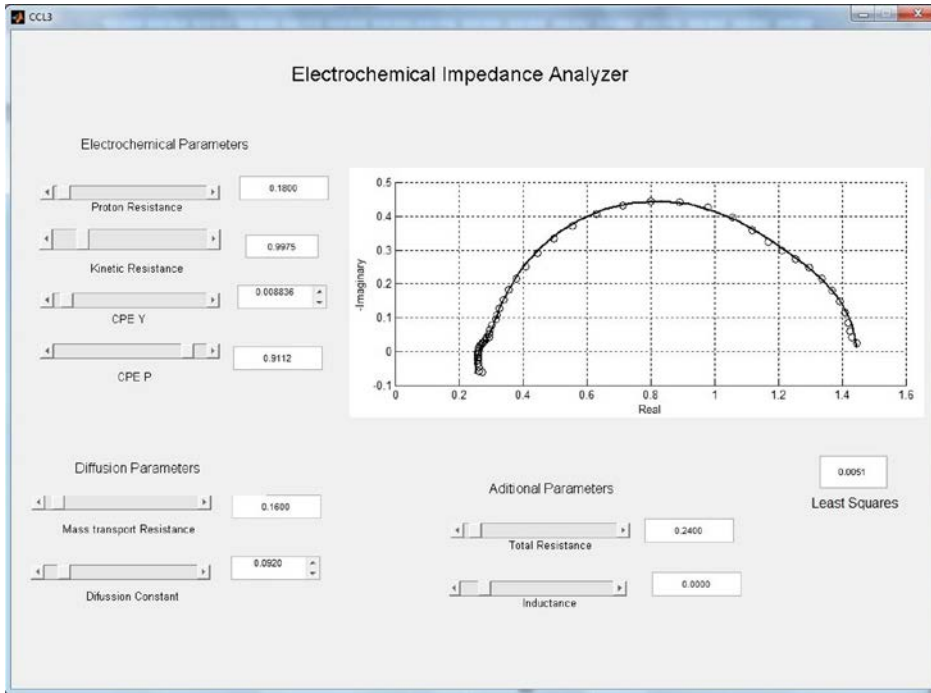 CCL3
Electrochemical Impedance Analyzer
Electrochemical Parameters
0.1800
Proton Resistance
0.9975
Kinetic Resistance
0.008836
CPE Y
0.9112
CPE P
0.5
0.4
0.3
0.2
0.1
0
-0.1
-Imaginary
0
0.2
0.4
0.6
0.8
1
1.2
1.4
1.6
Real
Diffusion Parameters
0.1600
Mass transport Resistance
0.0920
Difussion Constant
Aditional Parameters
0.2400
Total Resistance
0.0000
Inductance
0.0051
Least Squares